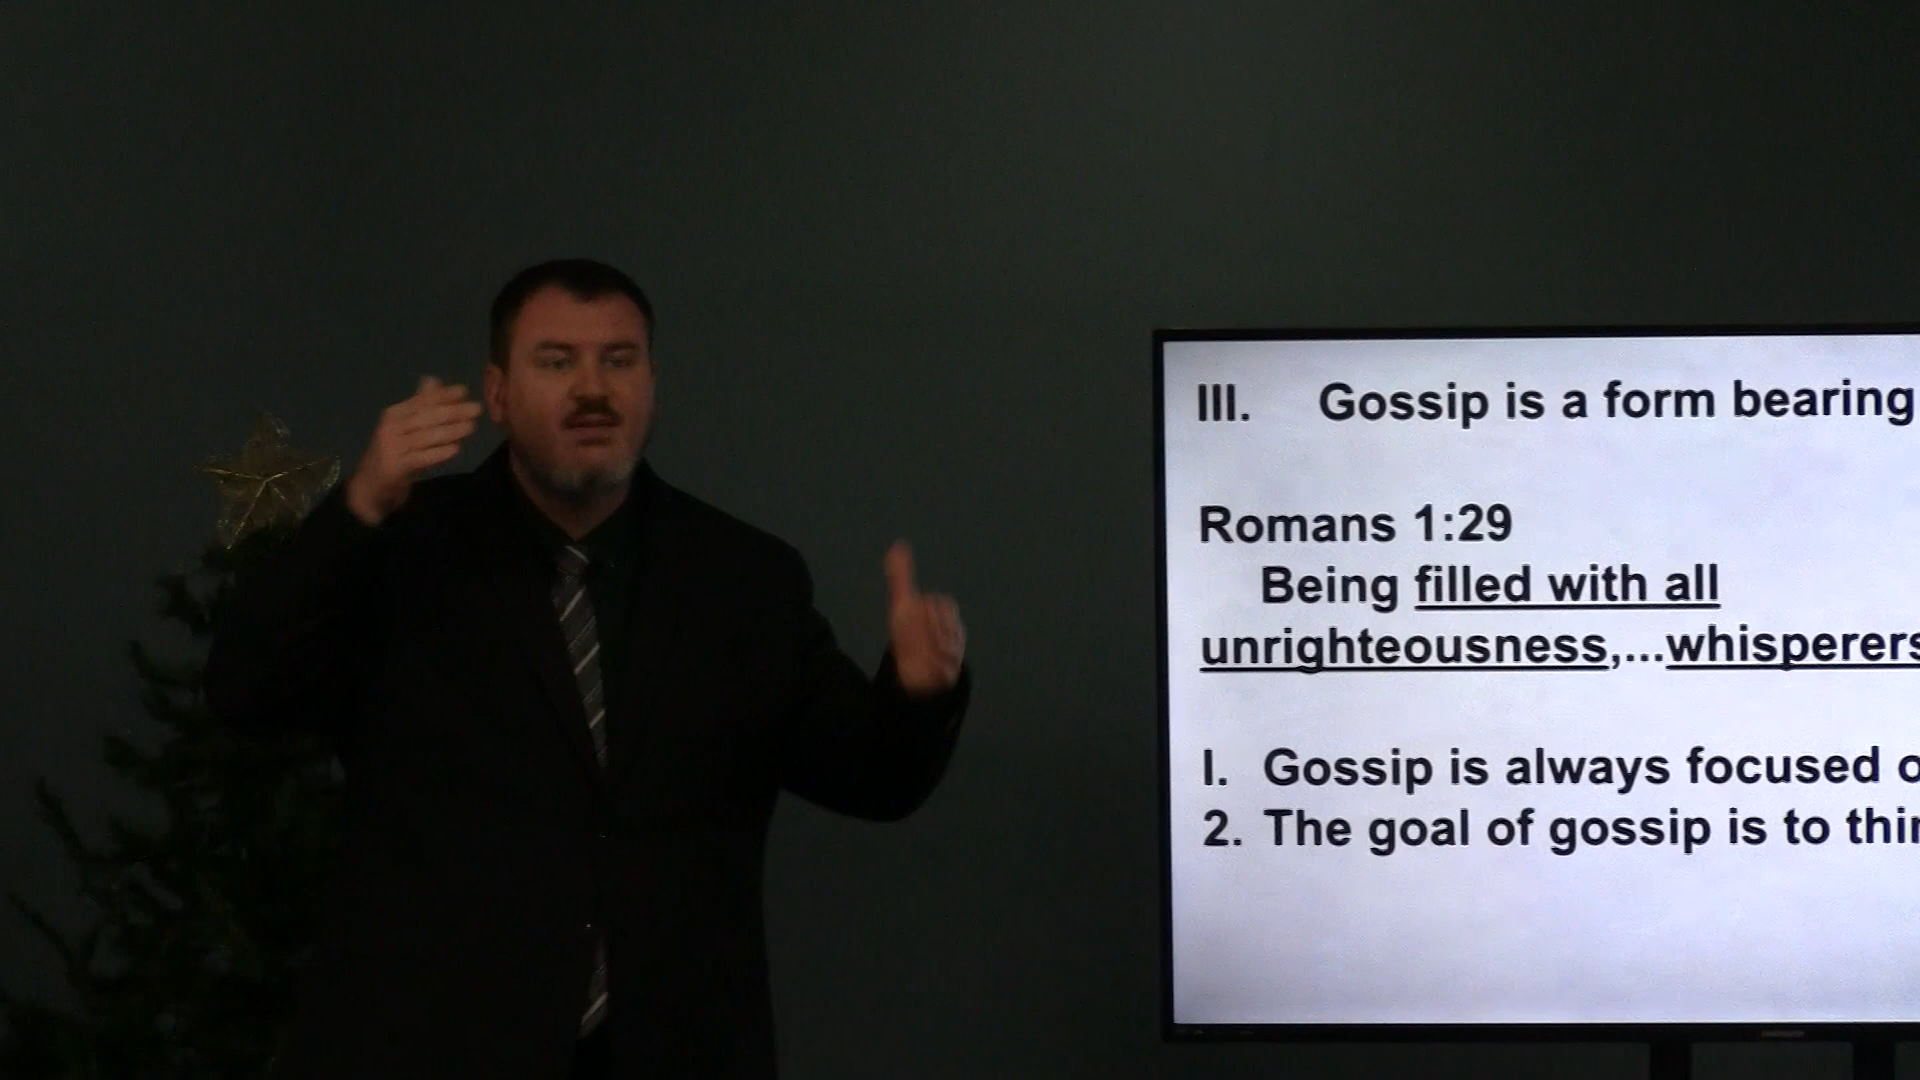 III. Gossip is a form bearing
Romans 1:29
Being filled with all
unrighteousness,...whisperers
I. Gossip is always focused
2. The goal of gossip is to